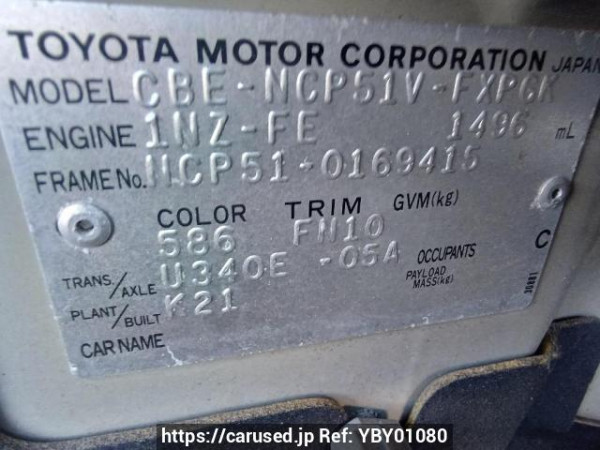 TOYOTA MOTOR CORPORATION JAPAN
MODEL CBE-NCP51V-FXPGK
ENGINE 1NZ-FE 1496 mL
FRAME No. NCP51-0169415
COLOR TRIM GVM(kg)
586 FN10
TRANS/AXLE U340E -05A OCCUPANTS C
PAYLOAD MASS(kg)
PLANT/BUILT K21
CAR NAME
https://carused.jp Ref: YBY01080